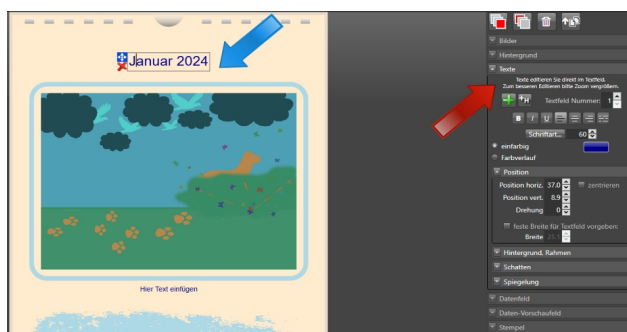 Januar 2024
Hier Text einfügen
Bilder
Hintergrund
Texte
Texte editieren Sie direkt im Textfeld.
Zum besseren Editieren bitte Zoom vergrößern.
+H Textfeld Nummer: 1
B I U
Schriftart... 60
einfarbig
Farbverlauf
Position
Position horiz. 37.0 zentrieren
Position vert. 8.9
Drehung 0
feste Breite für Textfeld vorgeben:
Breite 25.1
Hintergrund, Rahmen
Schatten
Spiegelung
Datenfeld
Daten-Vorschaufeld
Stempel